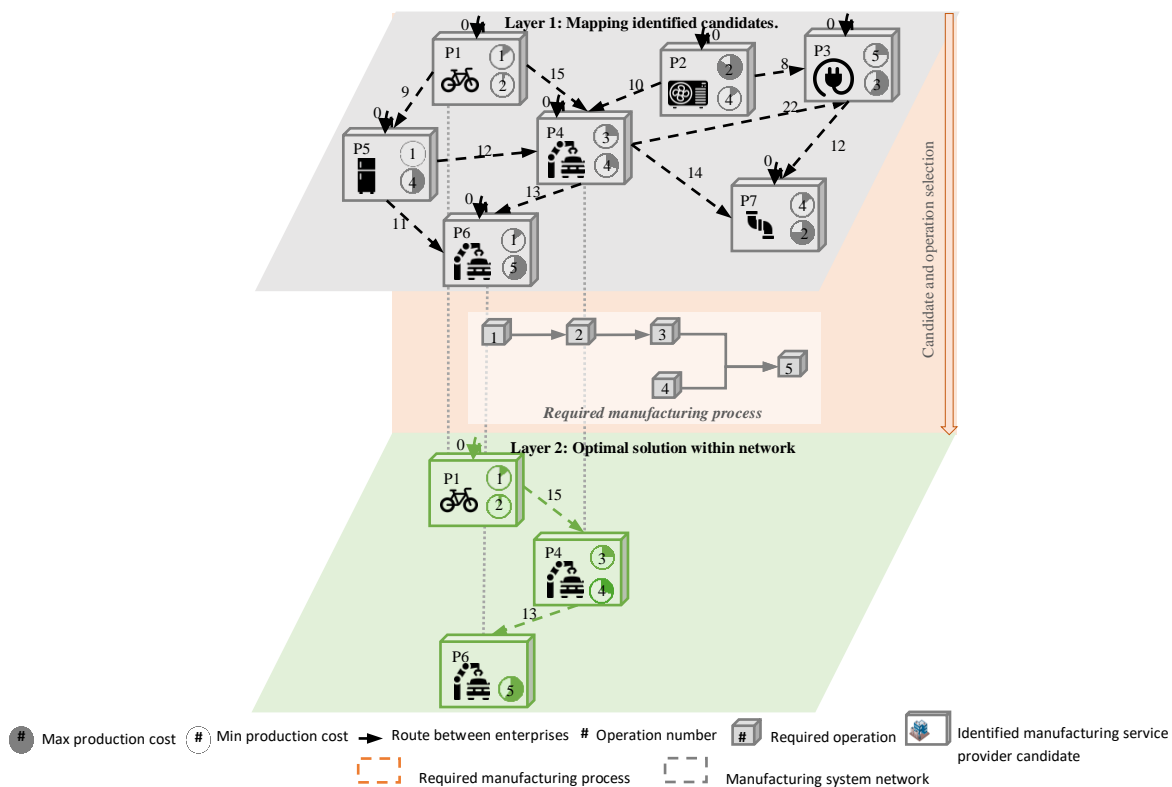 Layer 1: Mapping identified candidates.
0
P1
1
2
0
P2
2
4
0
P3
5
3
15
10
8
22
9
0
P5
1
4
0
P4
3
4
12
12
14
13
11
0
P6
1
5
0
P7
4
2
Candidate and operation selection
1
2
3
4
5
Required manufacturing process
Layer 2: Optimal solution within network
0
P1
1
2
15
P4
3
4
13
P6
5
# Max production cost
# Min production cost
Route between enterprises
# Operation number
# Required operation
Identified manufacturing service
provider candidate
Required manufacturing process
Manufacturing system network